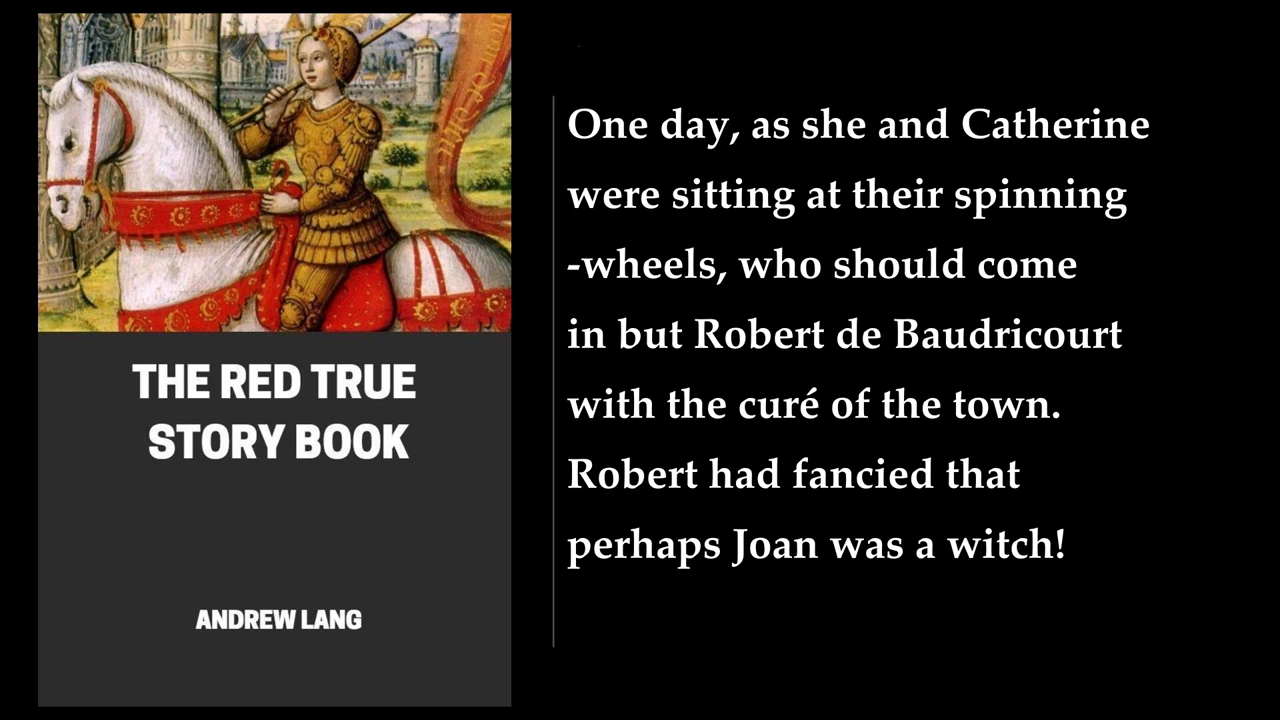 THE RED TRUE
STORY BOOK
ANDREW LANG
One day, as she and Catherine
were sitting at their spinning
-wheels, who should come
in but Robert de Baudricourt
with the curé of the town.
Robert had fancied that
perhaps Joan was a witch!